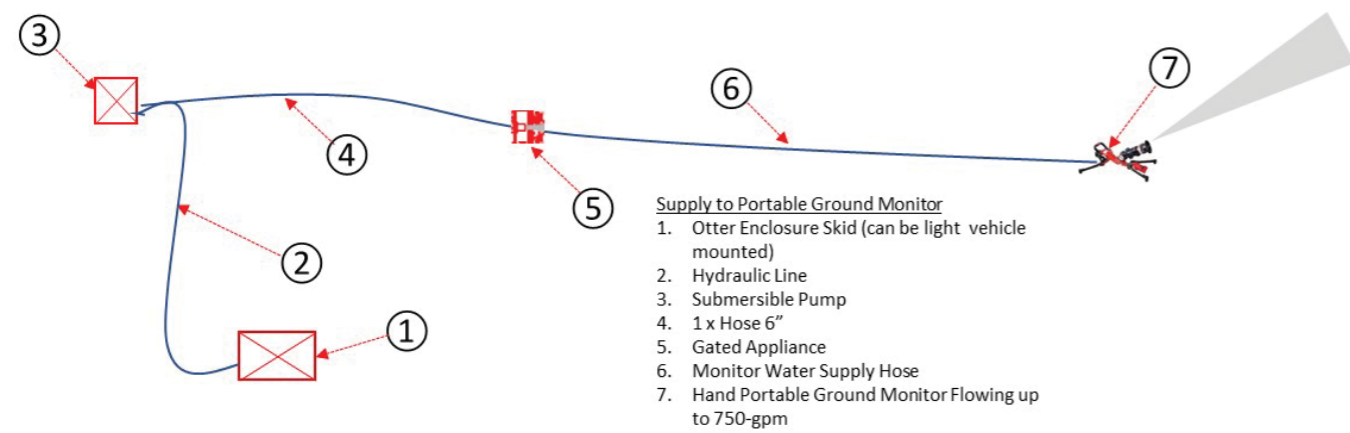 3
7
6
4
5
2
1
Supply to Portable Ground Monitor
1. Otter Enclosure Skid (can be light vehicle
mounted)
2. Hydraulic Line
3. Submersible Pump
4. 1 x Hose 6”
5. Gated Appliance
6. Monitor Water Supply Hose
7. Hand Portable Ground Monitor Flowing up
to 750-gpm